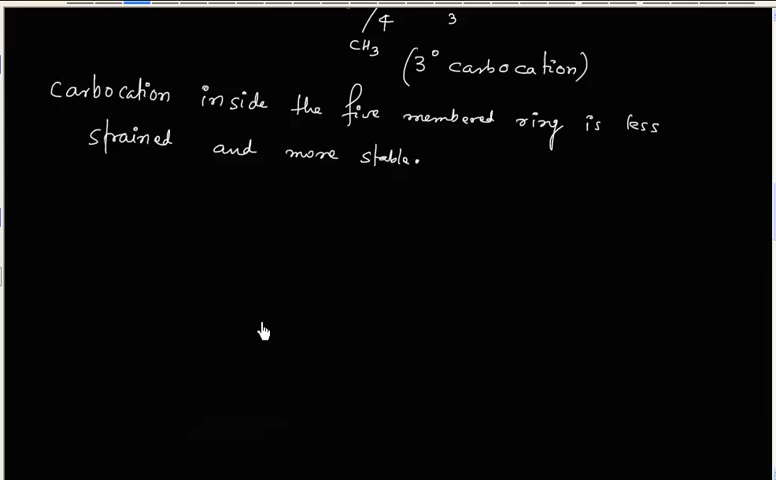 4 3
CH3
(3° carbocation)
Carbocation inside the five membered ring is less
strained and more stable.